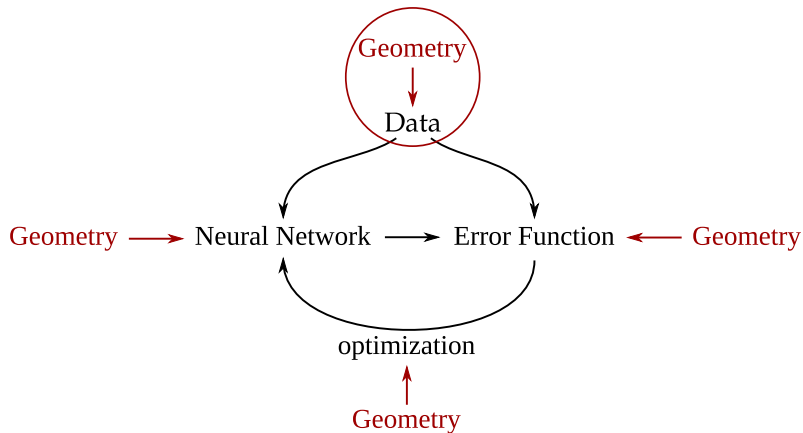 Geometry
Data
Geometry Neural Network Error Function Geometry
optimization
Geometry